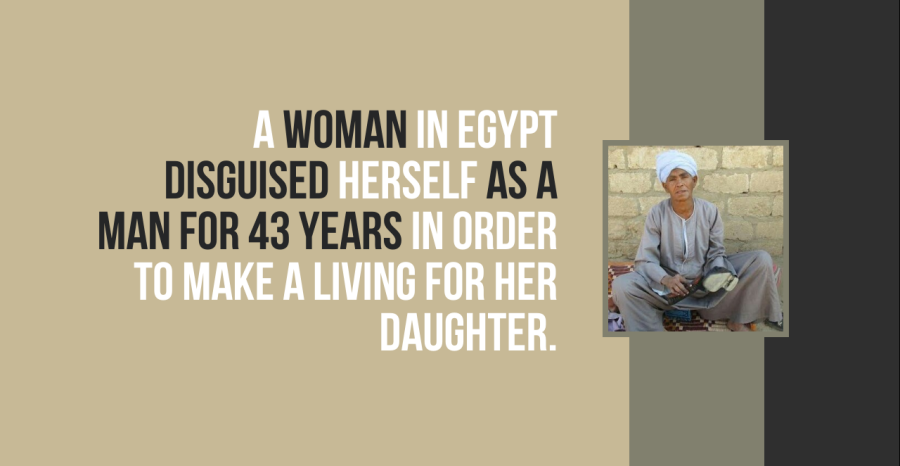 A WOMAN IN EGYPT
DISGUISED HERSELF AS A
MAN FOR 43 YEARS IN ORDER
TO MAKE A LIVING FOR HER
DAUGHTER.